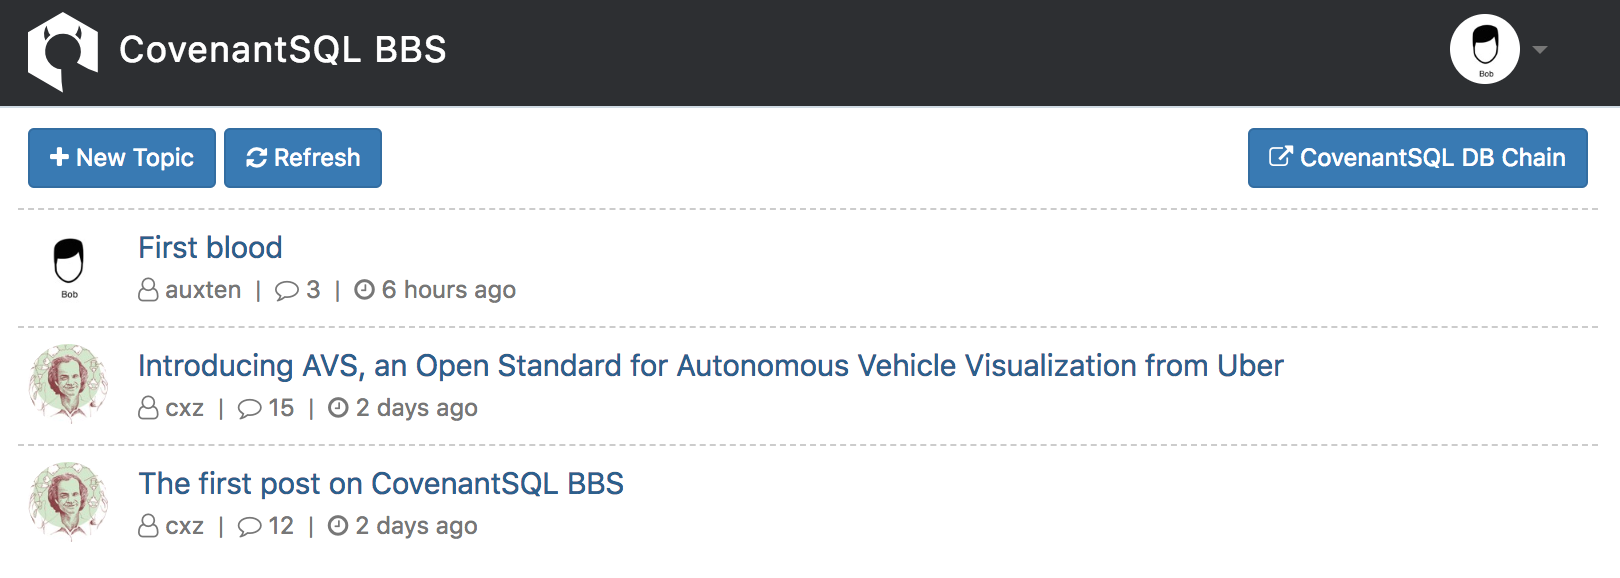 CovenantSQL BBS
Bob
New Topic
Refresh
CovenantSQL DB Chain
First blood
Bob
auxten | 3 | 6 hours ago
Introducing AVS, an Open Standard for Autonomous Vehicle Visualization from Uber
cxz | 15 | 2 days ago
The first post on CovenantSQL BBS
cxz | 12 | 2 days ago